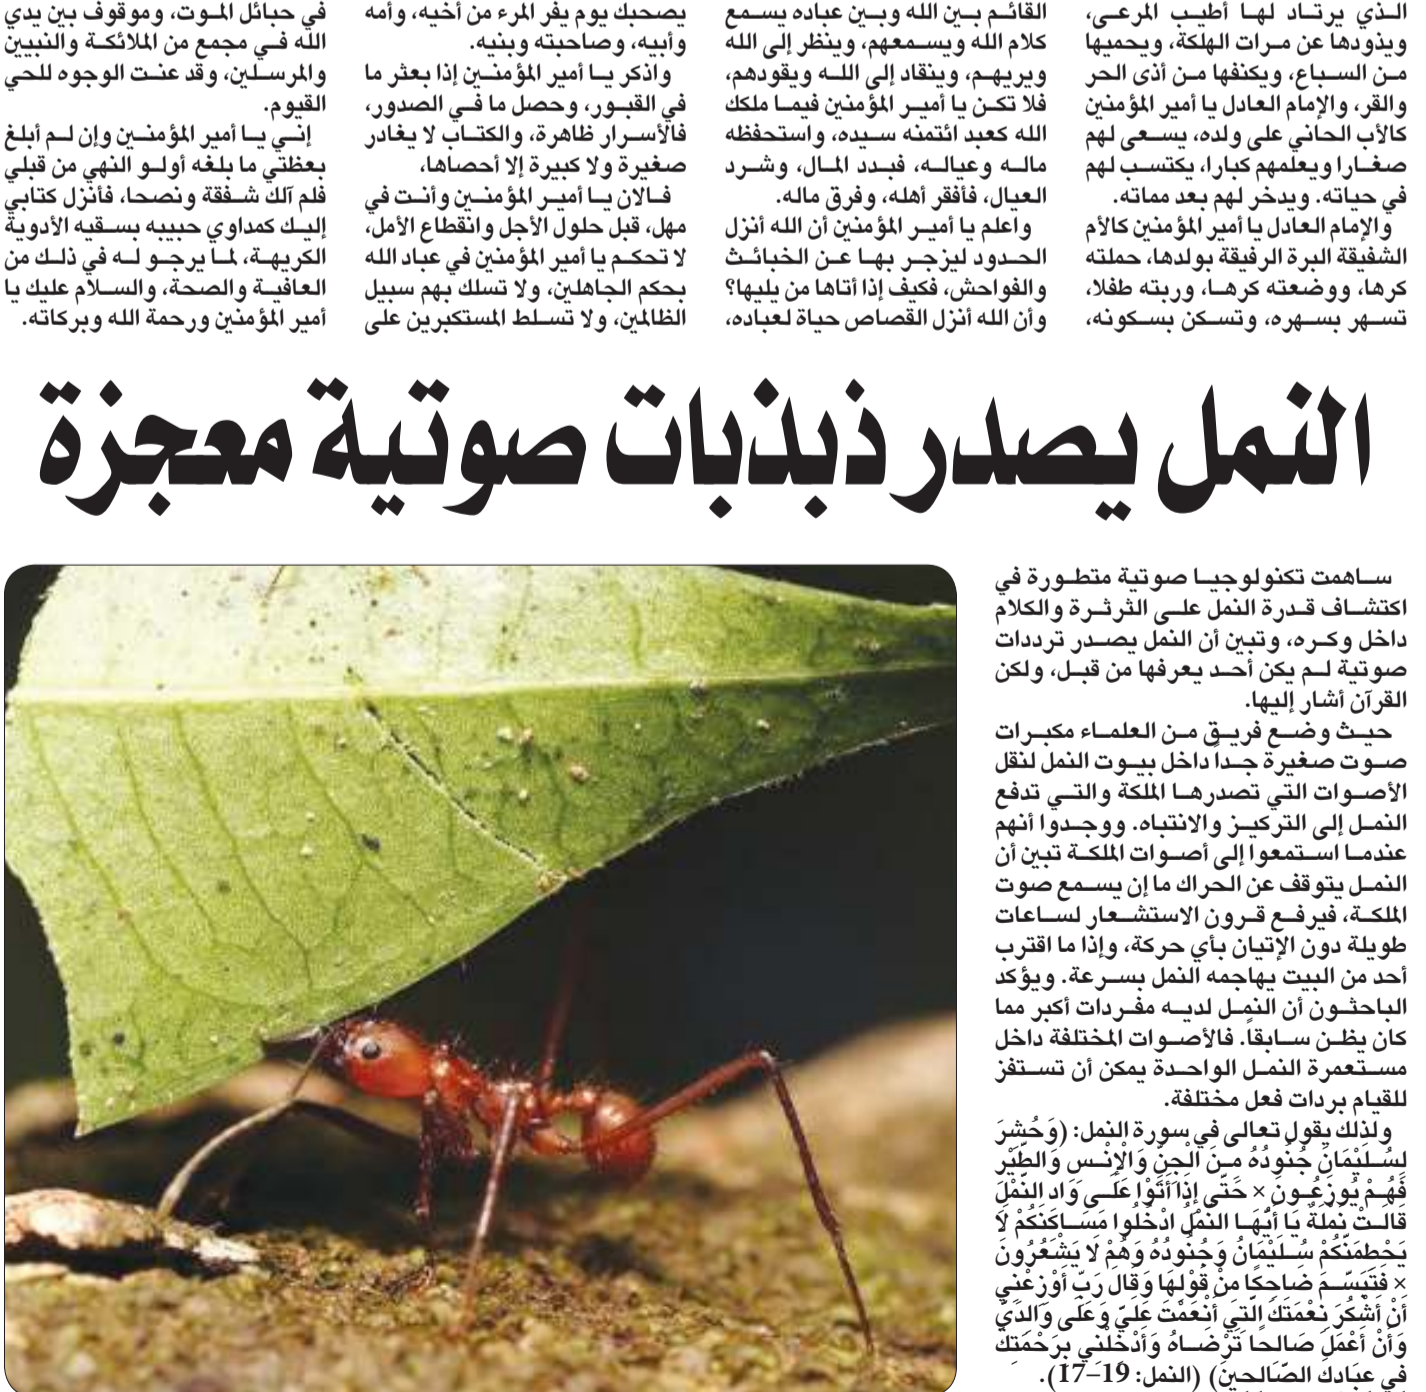 الذي يرتاد لها أطيب المرعى،
ويذودها عن مرات الهلكة، ويحميها
من السباع، ويكنفها من أذى الحر
والقر، والإمام العادل يا أمير المؤمنين
كالأب الحاني على ولده، يسعى لهم
صغارا ويعلمهم كبارا، يكتسب لهم
في حياته. ويدخر لهم بعد مماته.
والإمام العادل يا أمير المؤمنين كالأم
الشفيقة البرة الرفيقة بولدها، حملته
كرها، ووضعته كرها، وربته طفلا،
تسهر بسهره، وتسكن بسكونه،
القائم بين الله وبين عباده يسمع
كلام الله ويسمعهم، وينظر إلى الله
ويريهم، وينقاد إلى الله ويقودهم،
فلا تكن يا أمير المؤمنين فيما ملكك
الله كعبد ائتمنه سيده، واستحفظه
ماله وعياله، فبدد المال، وشرد
العيال، فأفقر أهله، وفرق ماله.
واعلم يا أمير المؤمنين أن الله أنزل
الحدود ليزجر بها عن الخبائث
والفواحش، فكيف إذا أتاها من يليها؟
وأن الله أنزل القصاص حياة لعباده،
يصحبك يوم يفر المرء من أخيه، وأمه
وأبيه، وصاحبته وبنيه.
واذكر يا أمير المؤمنين إذا بعثر ما
في القبور، وحصل ما في الصدور،
فالأسرار ظاهرة، والكتاب لا يغادر
صغيرة ولا كبيرة إلا أحصاها،
فالان يا أمير المؤمنين وأنت في
مهل، قبل حلول الأجل وانقطاع الأمل،
لا تحكم يا أمير المؤمنين في عباد الله
بحكم الجاهلين، ولا تسلك بهم سبيل
الظالمين، ولا تسلط المستكبرين على
في حبائل الموت، وموقوف بين يدي
الله في مجمع من الملائكة والنبيين
والمرسلين، وقد عنت الوجوه للحي
القيوم.
إني يا أمير المؤمنين وإن لم أبلغ
بعظتي ما بلغه أولو النهي من قبلي
فلم آلك شفقة ونصحا، فأنزل كتابي
إليك كمداوي حبيبه بسقيه الأدوية
الكريهة، لما يرجو له في ذلك من
العافية والصحة، والسلام عليك يا
أمير المؤمنين ورحمة الله وبركاته.
النمل يصدر ذبذبات صوتية معجزة
ساهمت تكنولوجيا صوتية متطورة في
اكتشاف قدرة النمل على الثرثرة والكلام
داخل وكره، وتبين أن النمل يصدر ترددات
صوتية لم يكن أحد يعرفها من قبل، ولكن
القرآن أشار إليها.
حيث وضع فريق من العلماء مكبرات
صوت صغيرة جداً داخل بيوت النمل لنقل
الأصوات التي تصدرها الملكة والتي تدفع
النمل إلى التركيز والانتباه. ووجدوا أنهم
عندما استمعوا إلى أصوات الملكة تبين أن
النمل يتوقف عن الحراك ما إن يسمع صوت
الملكة، فيرفع قرون الاستشعار لساعات
طويلة دون الإتيان بأي حركة، وإذا ما اقترب
أحد من البيت يهاجمه النمل بسرعة. ويؤكد
الباحثون أن النمل لديه مفردات أكبر مما
كان يظن سابقاً. فالأصوات المختلفة داخل
مستعمرة النمل الواحدة يمكن أن تستفز
للقيام بردات فعل مختلفة.
ولذلك يقول تعالى في سورة النمل: (وَحُشِرَ
لِسُلَيْمَانَ جُنُودُهُ مِنَ الْجِنِّ وَالْإِنْسِ وَالطَّيْرِ
فَهُمْ يُوزَعُونَ × حَتَّى إِذَا أَتَوْا عَلَى وَادِ النَّمْلِ
قَالَتْ نَمْلَةٌ يَا أَيُّهَا النَّمْلُ ادْخُلُوا مَسَاكِنَكُمْ لَا
يَحْطِمَنَّكُمْ سُلَيْمَانُ وَجُنُودُهُ وَهُمْ لَا يَشْعُرُونَ
× فَتَبَسَّمَ ضَاحِكًا مِنْ قَوْلِهَا وَقَالَ رَبِّ أَوْزِعْنِي
أَنْ أَشْكُرَ نِعْمَتَكَ الَّتِي أَنْعَمْتَ عَلَيَّ وَعَلَى وَالِدَيَّ
وَأَنْ أَعْمَلَ صَالِحًا تَرْضَاهُ وَأَدْخِلْنِي بِرَحْمَتِكَ
فِي عِبَادِكَ الصَّالِحِينَ) (النمل: 19-17).